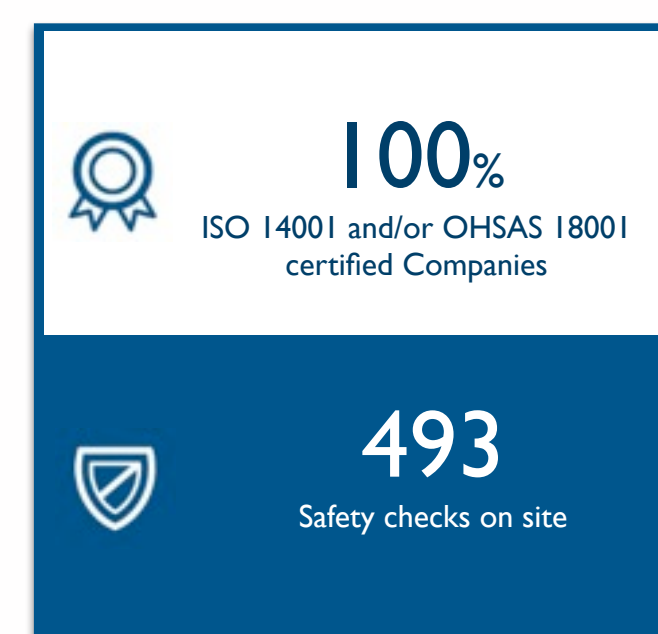 100%
ISO 14001 and/or OHSAS 18001
certified Companies
493
Safety checks on site